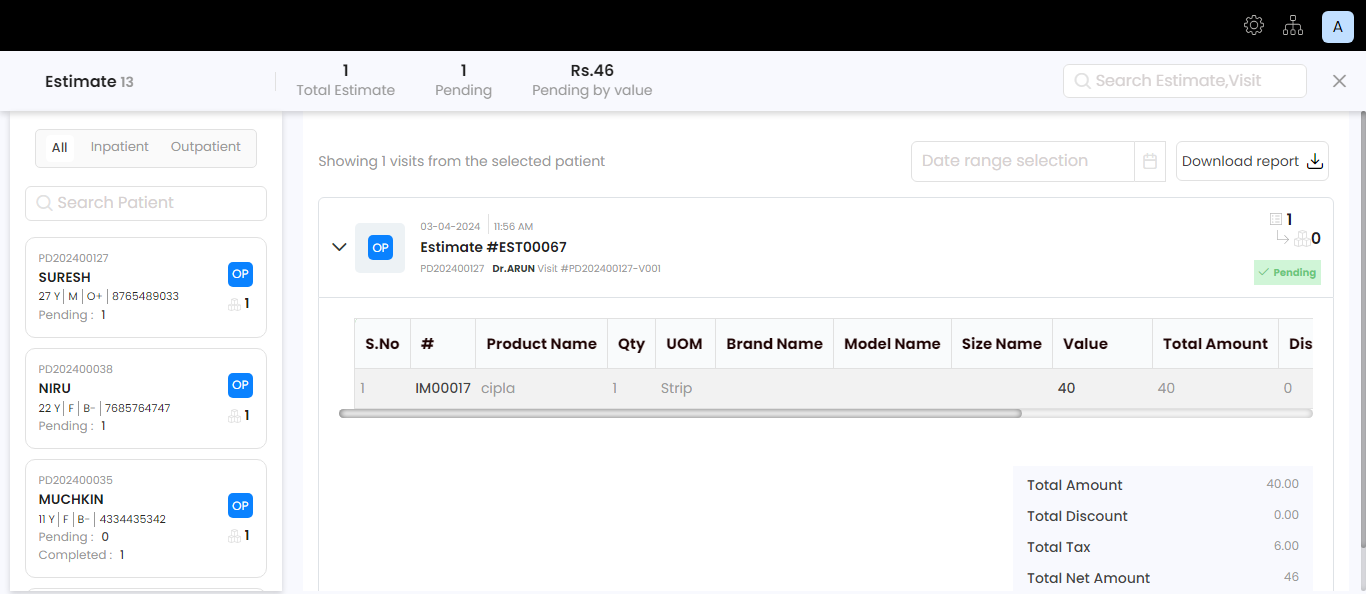 A
Estimate 13
1
Total Estimate
1
Pending
Rs.46
Pending by value
Search Estimate,Visit
All Inpatient Outpatient
Search Patient
PD202400127
SURESH
27 Y | M | O+ | 8765489033
Pending : 1
OP
1
PD202400038
NIRU
22 Y | F | B- | 7685764747
Pending : 1
OP
1
PD202400035
MUCHKIN
11 Y | F | B- | 4334435342
Pending : 0
Completed : 1
OP
1
Showing 1 visits from the selected patient
Date range selection
Download report
OP
03-04-2024 | 11:56 AM
Estimate #EST00067
PD202400127 Dr.ARUN Visit #PD202400127-V001
1
0
Pending
S.No # Product Name Qty UOM Brand Name Model Name Size Name Value Total Amount Dis
1 IM00017 cipla 1 Strip 40 40 0
Total Amount 40.00
Total Discount 0.00
Total Tax 6.00
Total Net Amount 46